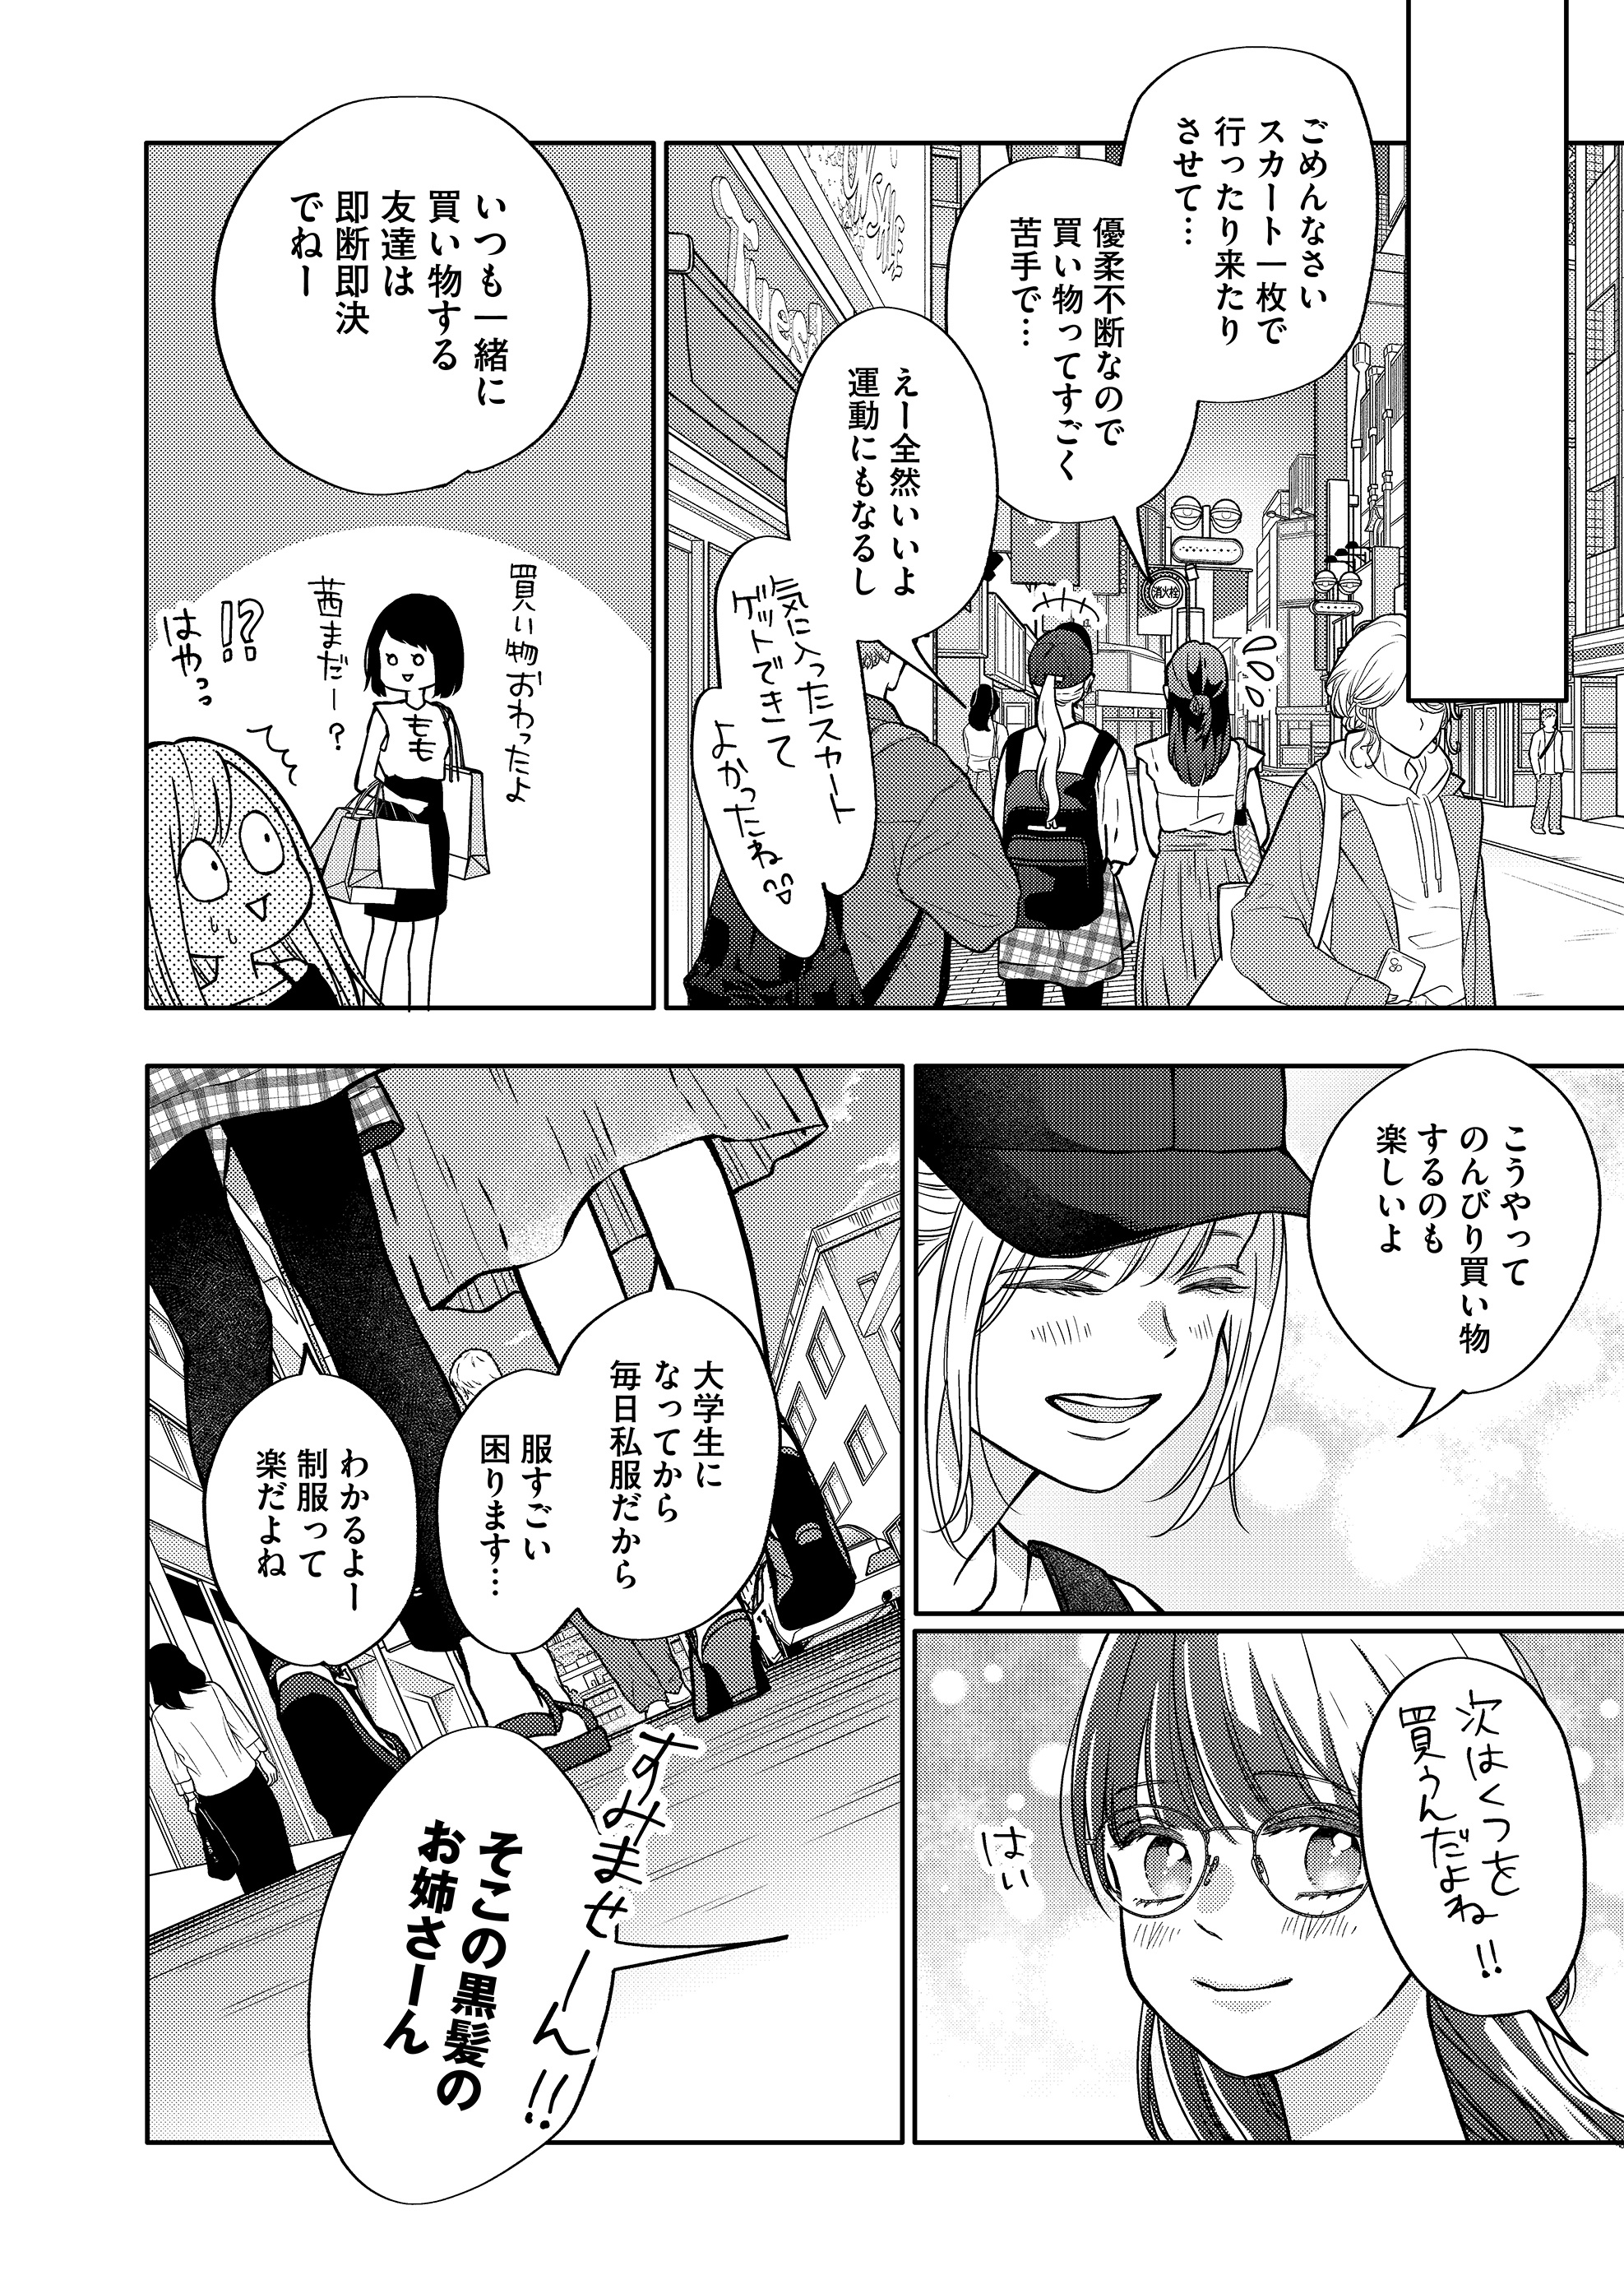 ごめんなさい
スカート一枚で
行ったり来たり
させて…
優柔不断なので
買い物ってすごく
苦手で…
えー全然いいよ
運動にもなるし
気に入ったスカート
ゲットできて
よかったね
消火栓
いつも一緒に
買い物する
友達は
即断即決
でねー
買い物おわったよ
茜まだー？
もも
!?
はやっっ
こうやって
のんびり買い物
するのも
楽しいよ
次はくつを
買うんだよね!!
はい
大学生に
なってから
毎日私服だから
服すごい
困ります…
わかるよー
制服って
楽だよね
すみませーん!!
そこの黒髪の
お姉さーん